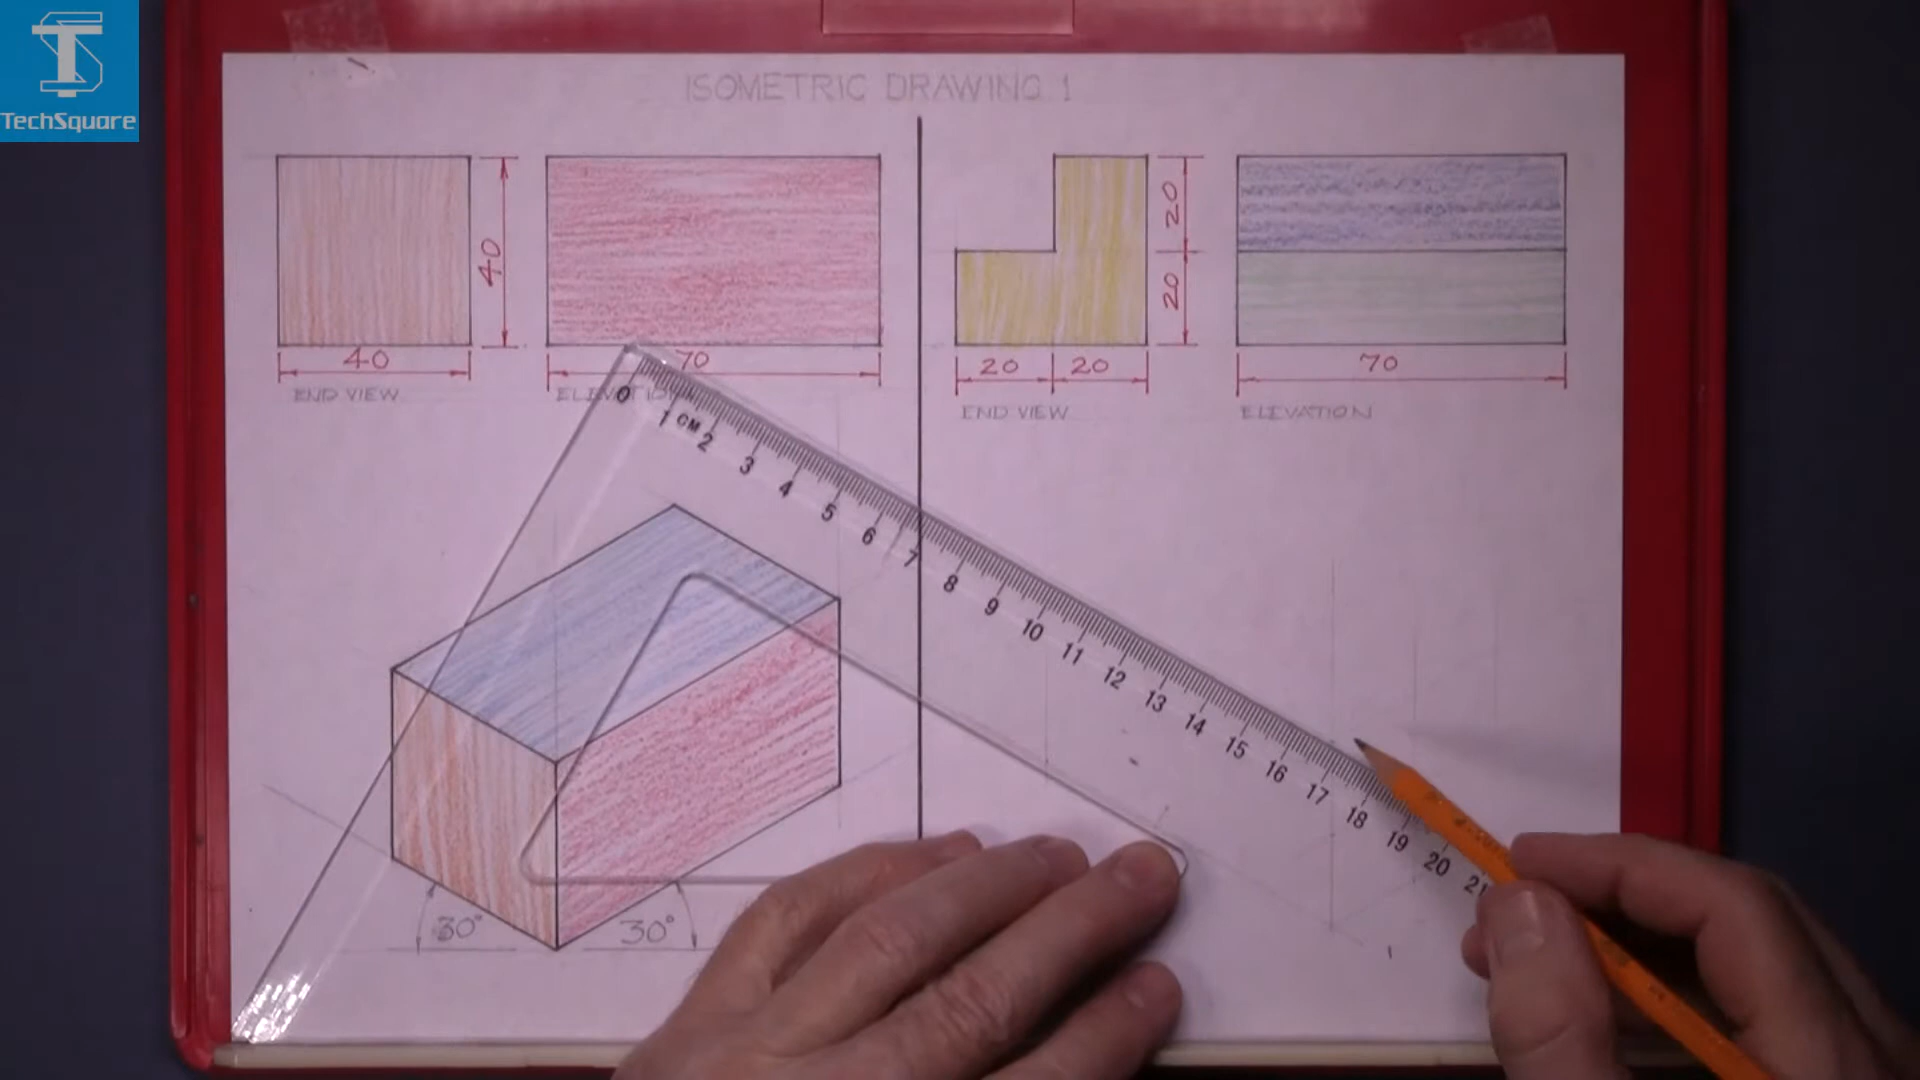 TechSquare
ISOMETRIC DRAWING 1
40
40
END VIEW
70
ELEVATION
20
20
20 20
END VIEW
70
ELEVATION
0 1 CM 2 3 4 5 6 7 8 9 10 11 12 13 14 15 16 17 18 19 20 21
30°
30°